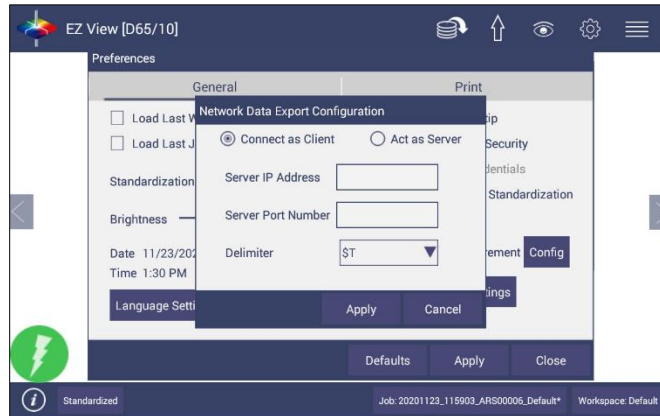 EZ View [D65/10]
Preferences
General
Print
Network Data Export Configuration
Load Last W
tip
Connect as Client
Act as Server
Load Last J
Security
dentials
Server IP Address
Standardization
Standardization
Server Port Number
Brightness
Date 11/23/202
Delimiter
$T
rement
Config
Time 1:30 PM
Language Setti
Apply
Cancel
tings
Defaults
Apply
Close
Standardized
Job: 20201123_115903_ARS00006_Default*
Workspace: Default